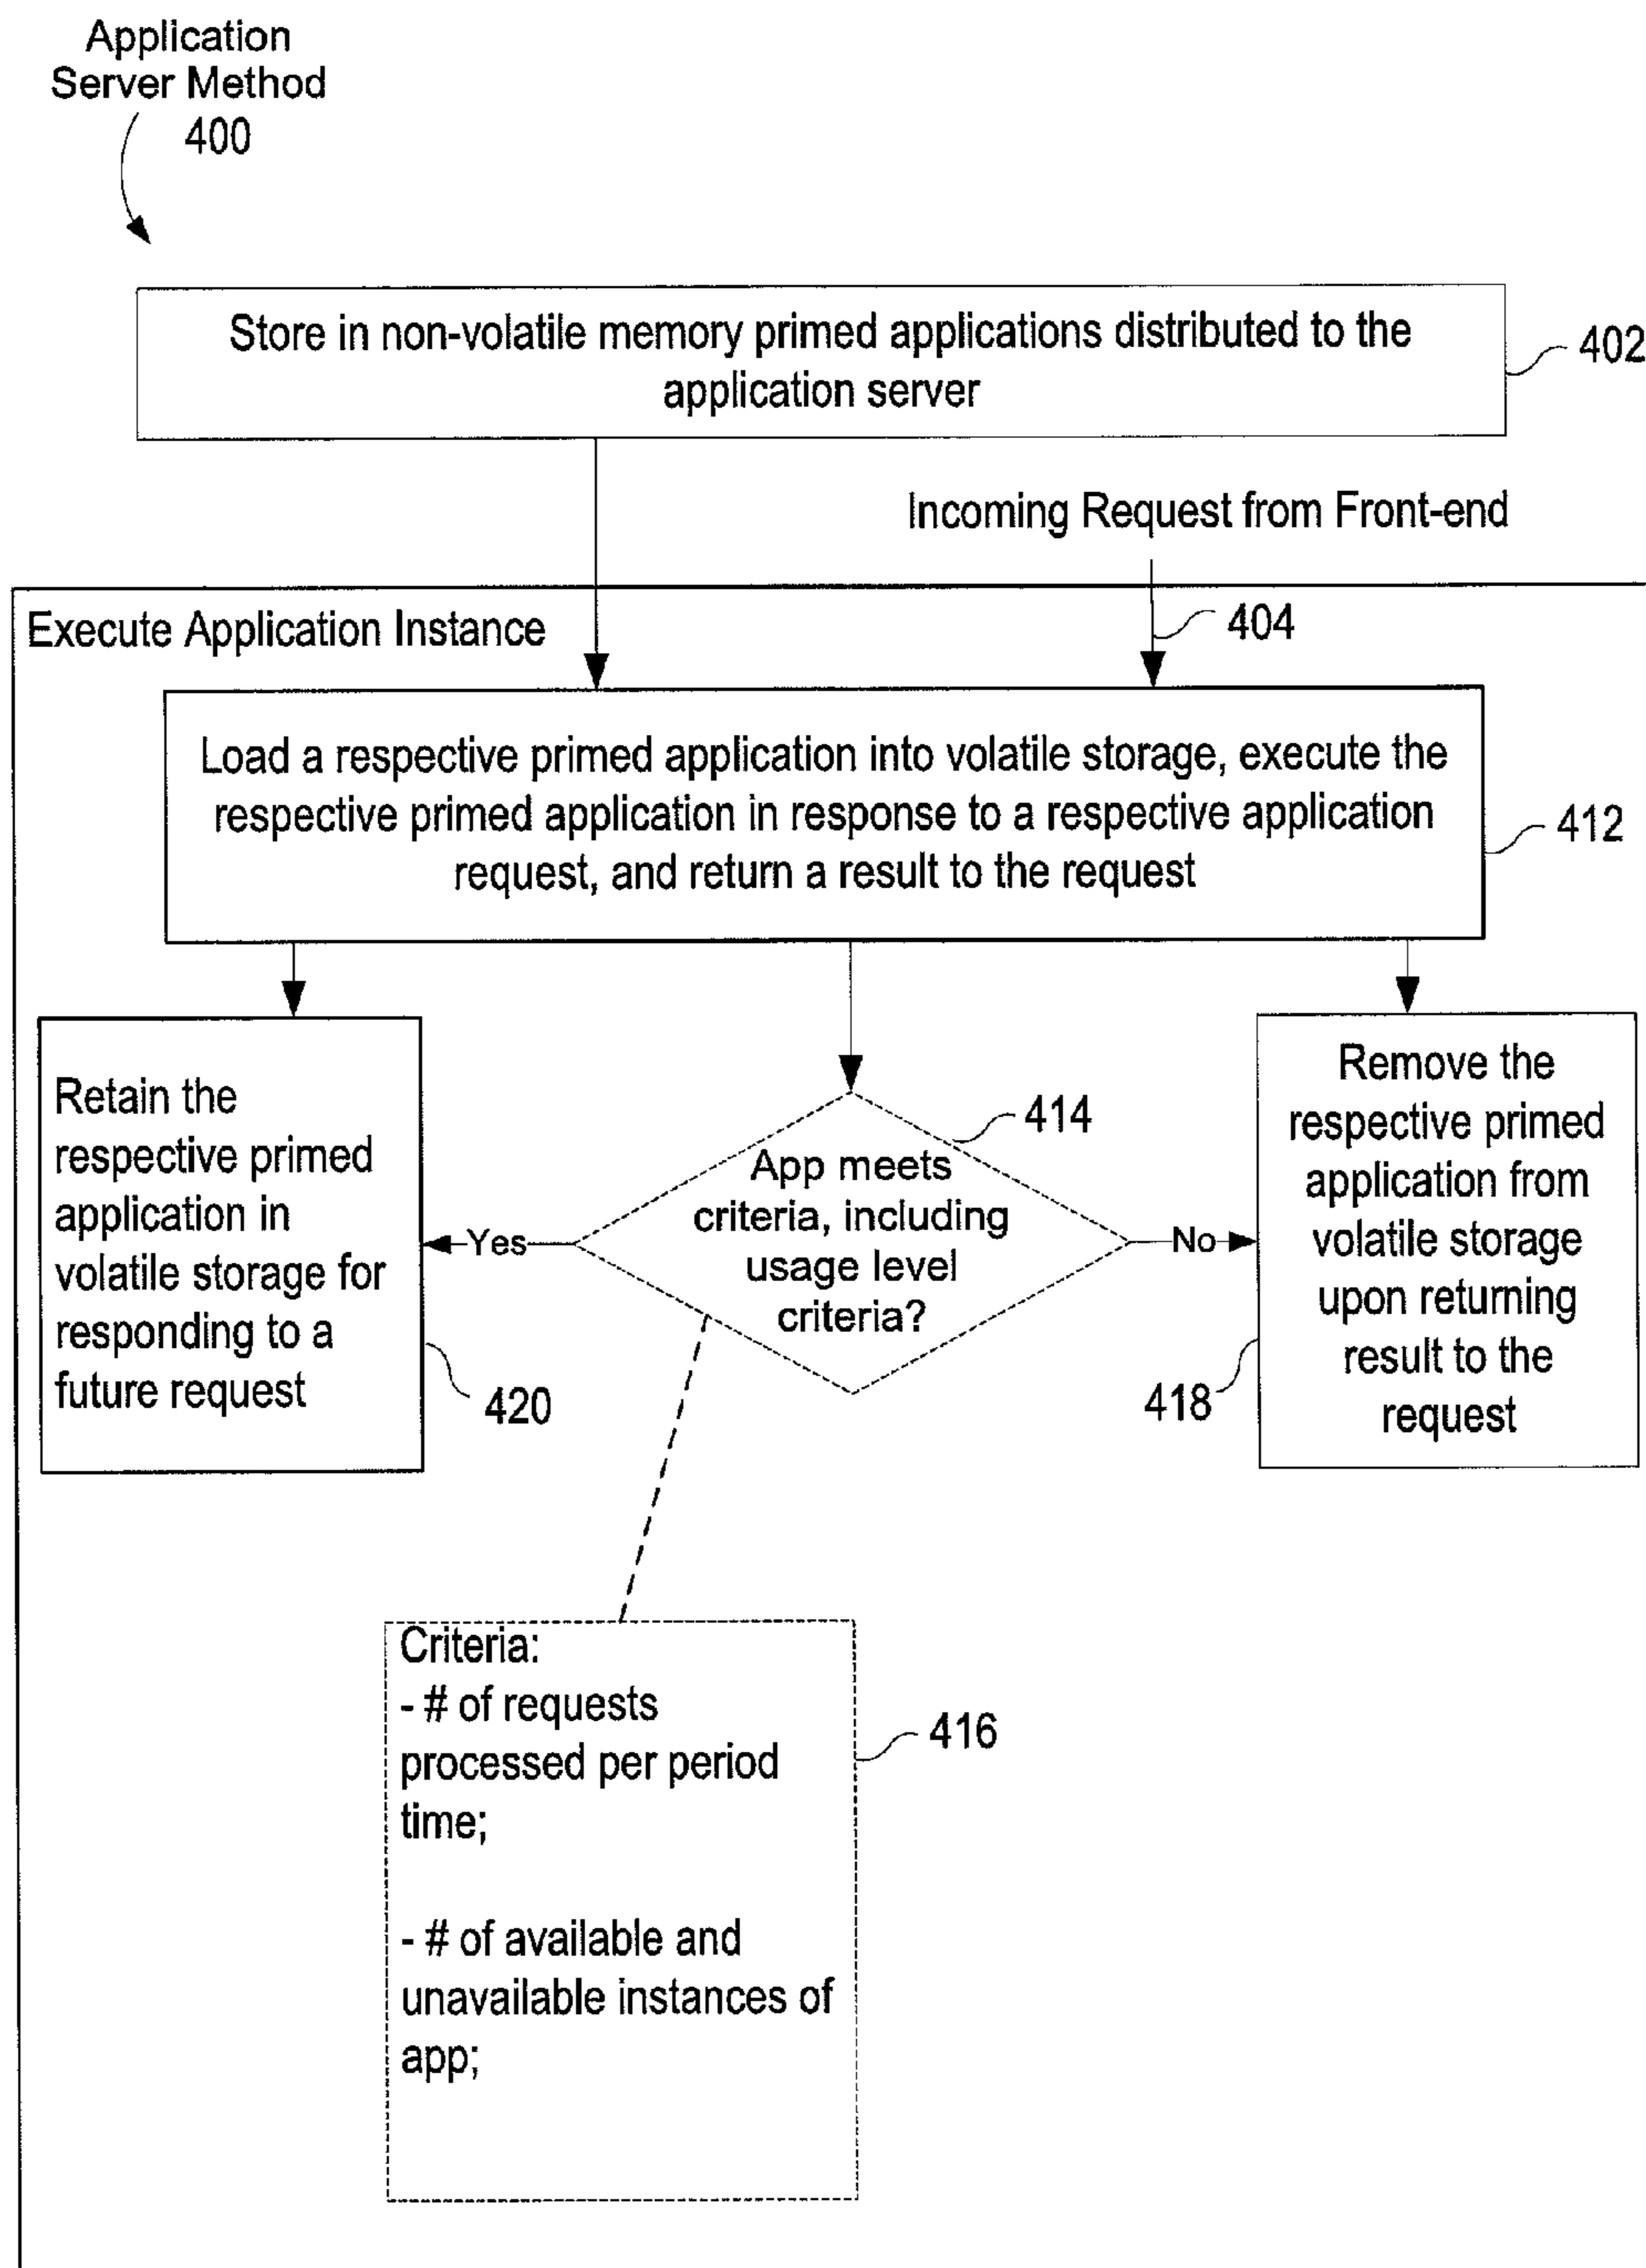 Application
Server Method
400
Store in non-volatile memory primed applications distributed to the
application server
402
Incoming Request from Front-end
Execute Application Instance
404
Load a respective primed application into volatile storage, execute the
respective primed application in response to a respective application
request, and return a result to the request
412
Retain the
respective primed
application in
volatile storage for
responding to a
future request
420
Yes
414
App meets
criteria, including
usage level
criteria?
No
Remove the
respective primed
application from
volatile storage
upon returning
result to the
request
418
Criteria:
- # of requests
processed per period
time;
- # of available and
unavailable instances of
app;
416